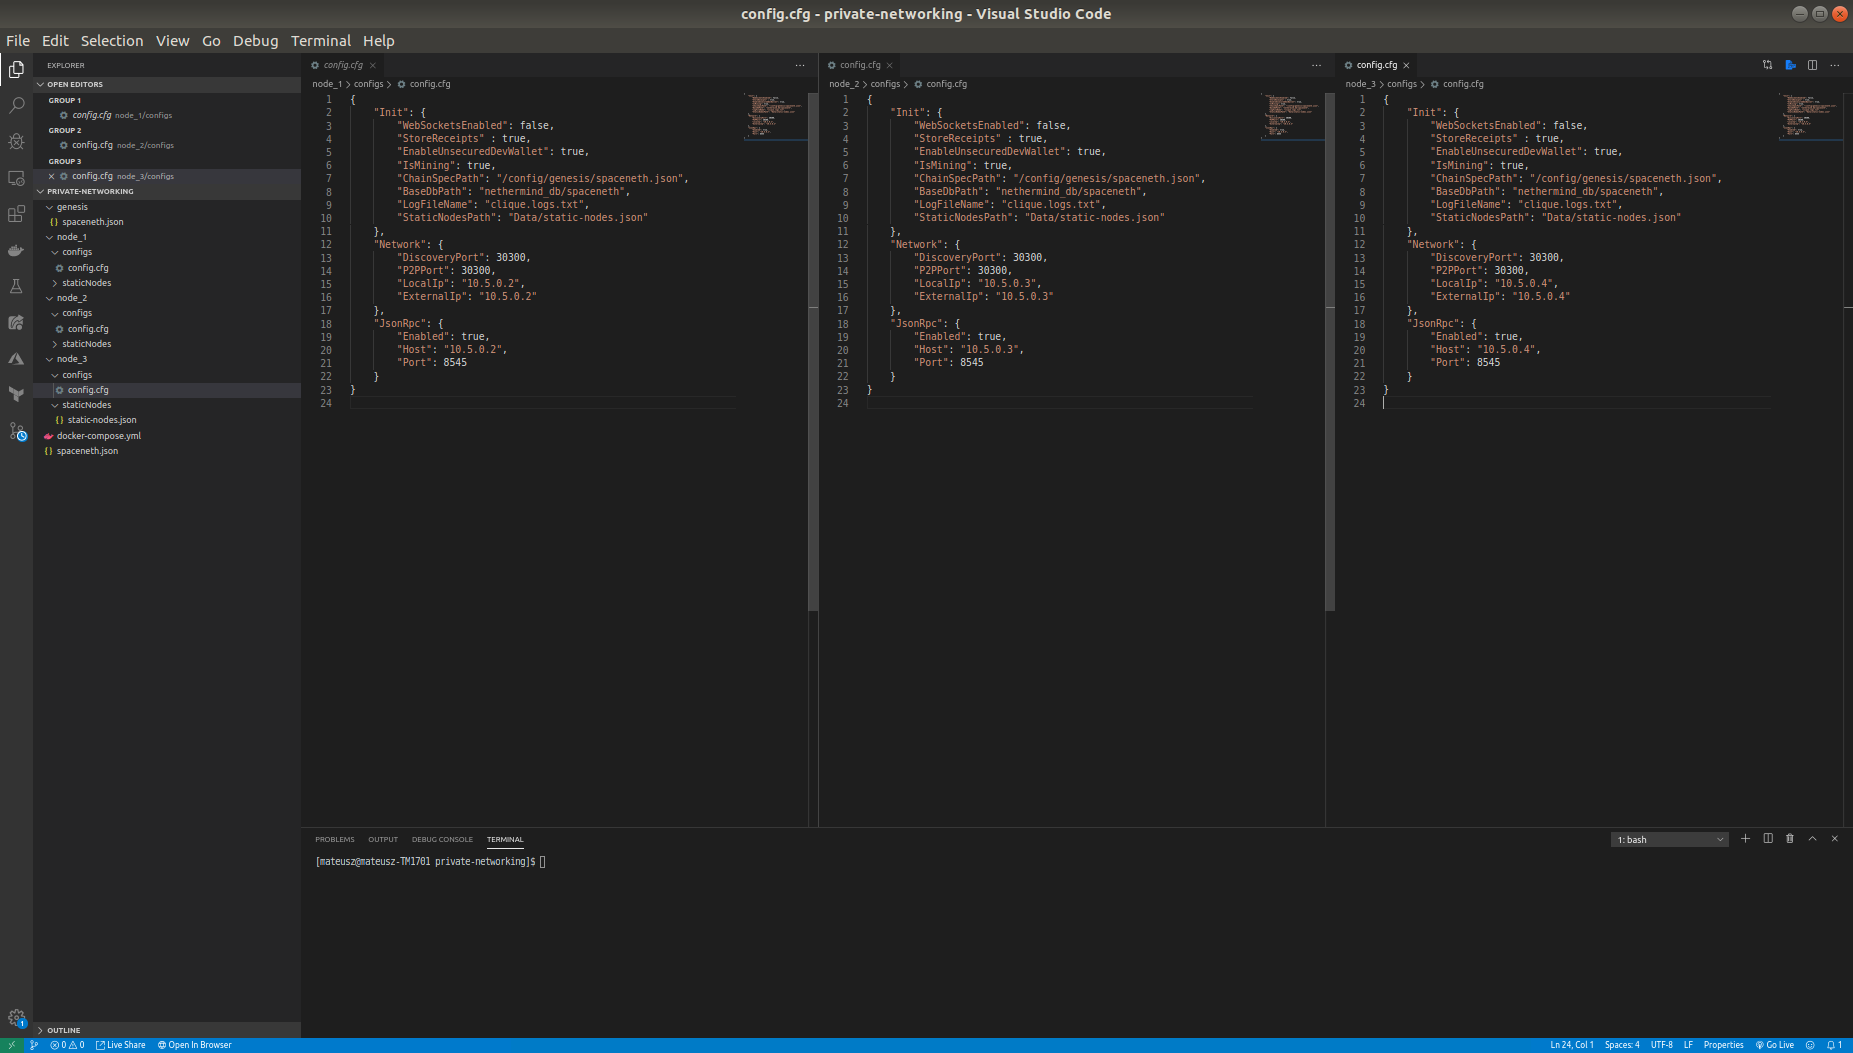 config.cfg - private-networking - Visual Studio Code
File Edit Selection View Go Debug Terminal Help
EXPLORER
OPEN EDITORS
GROUP 1
config.cfg node_1/configs
GROUP 2
config.cfg node_2/configs
GROUP 3
config.cfg node_3/configs
PRIVATE-NETWORKING
genesis
{} spaceneth.json
node_1
configs
config.cfg
staticNodes
node_2
configs
config.cfg
staticNodes
node_3
configs
config.cfg
staticNodes
{} static-nodes.json
docker-compose.yml
{} spaceneth.json
OUTLINE
config.cfg
node_1 > configs > config.cfg
1 {
2 "Init": {
3 "WebSocketsEnabled": false,
4 "StoreReceipts" : true,
5 "EnableUnsecuredDevWallet": true,
6 "IsMining": true,
7 "ChainSpecPath": "/config/genesis/spaceneth.json",
8 "BaseDbPath": "nethermind_db/spaceneth",
9 "LogFileName": "clique.logs.txt",
10 "StaticNodesPath": "Data/static-nodes.json"
11 },
12 "Network": {
13 "DiscoveryPort": 30300,
14 "P2PPort": 30300,
15 "LocalIp": "10.5.0.2",
16 "ExternalIp": "10.5.0.2"
17 },
18 "JsonRpc": {
19 "Enabled": true,
20 "Host": "10.5.0.2",
21 "Port": 8545
22 }
23 }
24
config.cfg
node_2 > configs > config.cfg
1 {
2 "Init": {
3 "WebSocketsEnabled": false,
4 "StoreReceipts" : true,
5 "EnableUnsecuredDevWallet": true,
6 "IsMining": true,
7 "ChainSpecPath": "/config/genesis/spaceneth.json",
8 "BaseDbPath": "nethermind_db/spaceneth",
9 "LogFileName": "clique.logs.txt",
10 "StaticNodesPath": "Data/static-nodes.json"
11 },
12 "Network": {
13 "DiscoveryPort": 30300,
14 "P2PPort": 30300,
15 "LocalIp": "10.5.0.3",
16 "ExternalIp": "10.5.0.3"
17 },
18 "JsonRpc": {
19 "Enabled": true,
20 "Host": "10.5.0.3",
21 "Port": 8545
22 }
23 }
24
config.cfg
node_3 > configs > config.cfg
1 {
2 "Init": {
3 "WebSocketsEnabled": false,
4 "StoreReceipts" : true,
5 "EnableUnsecuredDevWallet": true,
6 "IsMining": true,
7 "ChainSpecPath": "/config/genesis/spaceneth.json",
8 "BaseDbPath": "nethermind_db/spaceneth",
9 "LogFileName": "clique.logs.txt",
10 "StaticNodesPath": "Data/static-nodes.json"
11 },
12 "Network": {
13 "DiscoveryPort": 30300,
14 "P2PPort": 30300,
15 "LocalIp": "10.5.0.4",
16 "ExternalIp": "10.5.0.4"
17 },
18 "JsonRpc": {
19 "Enabled": true,
20 "Host": "10.5.0.4",
21 "Port": 8545
22 }
23 }
24
PROBLEMS OUTPUT DEBUG CONSOLE TERMINAL
1: bash
[mateusz@mateusz-TM1701 private-networking]$
1
0 0 Live Share Open In Browser
Ln 24, Col 1 Spaces: 4 UTF-8 LF Properties Go Live 1